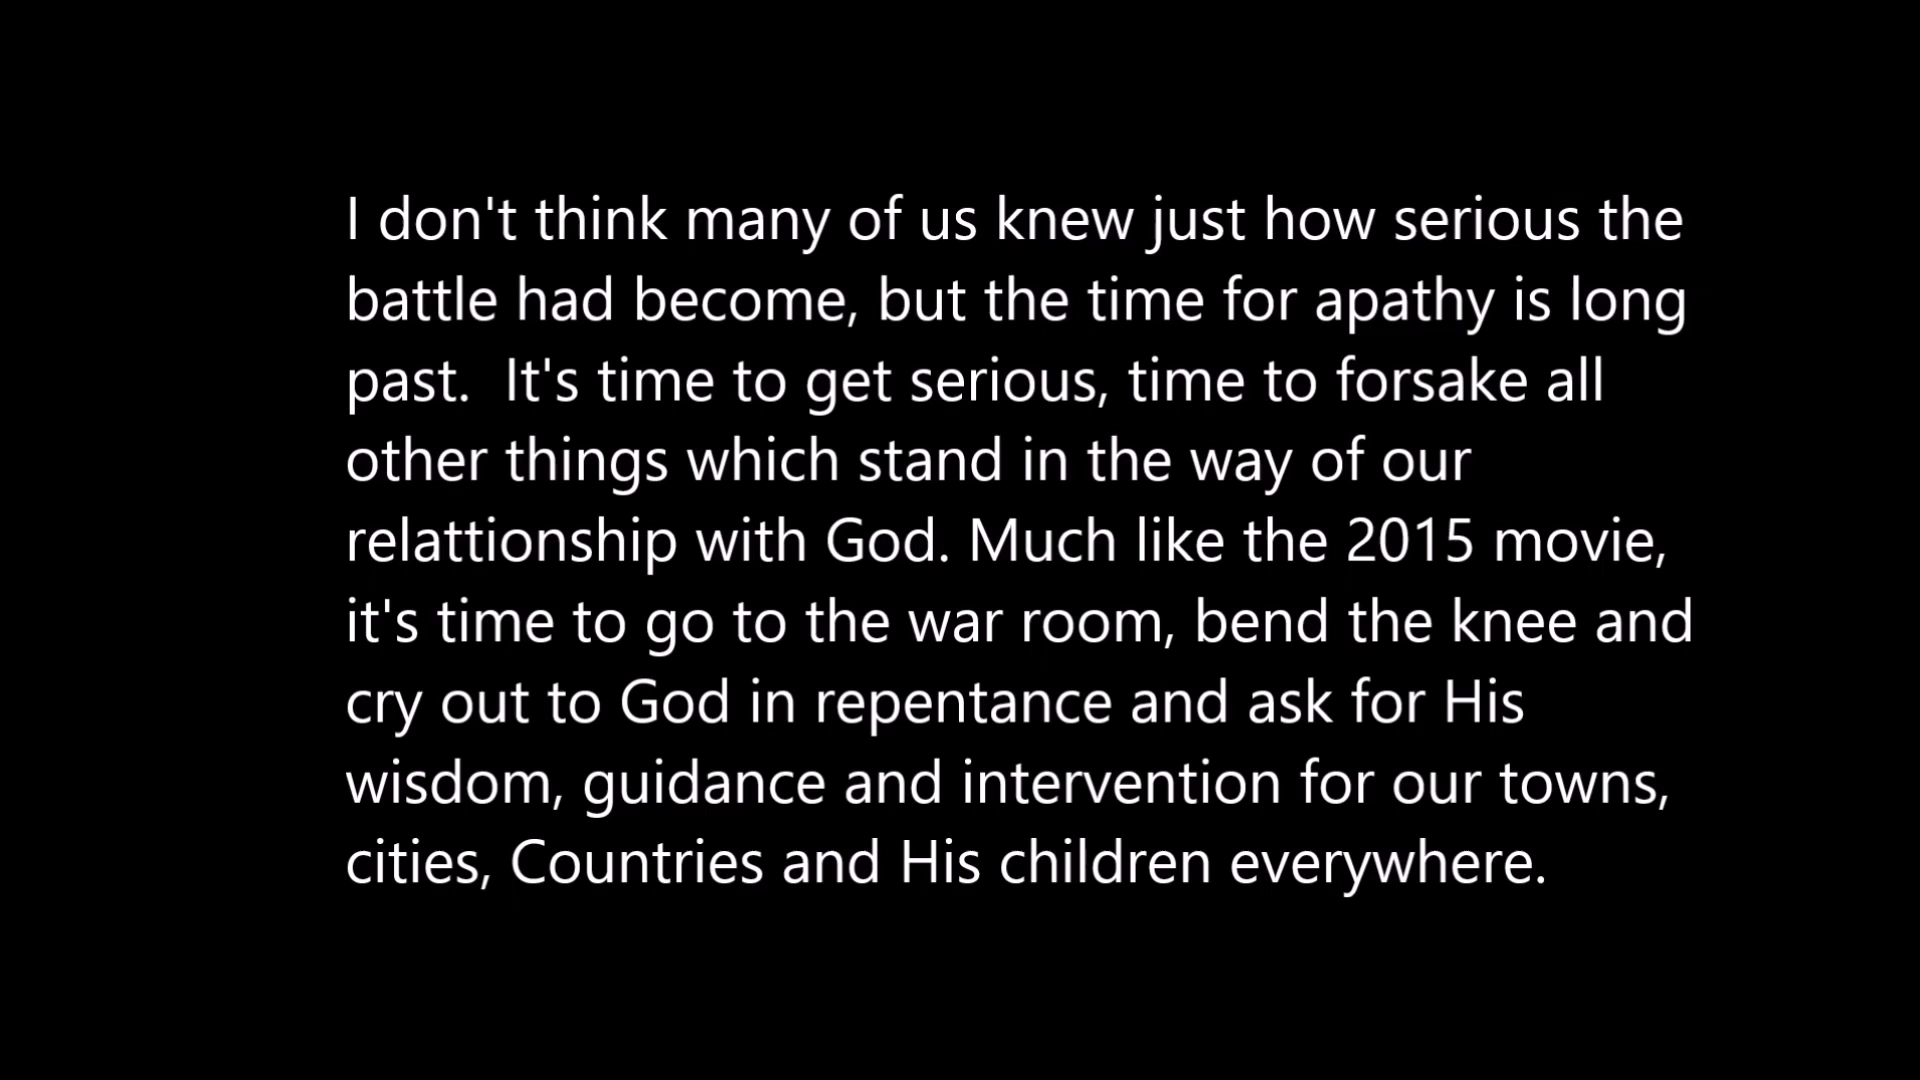 I don't think many of us knew just how serious the
battle had become, but the time for apathy is long
past.  It's time to get serious, time to forsake all
other things which stand in the way of our
relattionship with God. Much like the 2015 movie,
it's time to go to the war room, bend the knee and
cry out to God in repentance and ask for His
wisdom, guidance and intervention for our towns,
cities, Countries and His children everywhere.